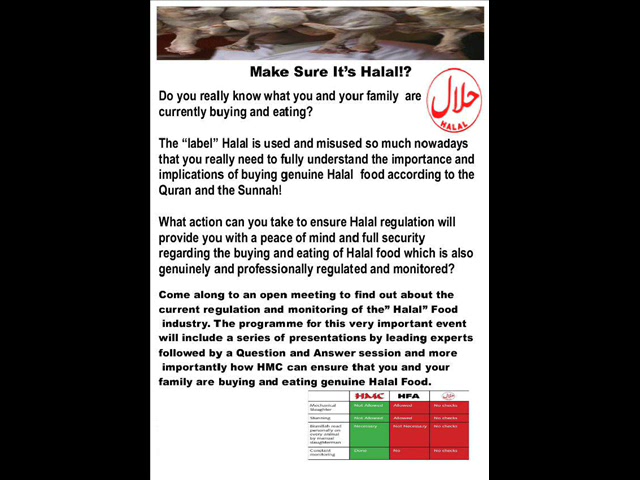 Make Sure It's Halal!?
Do you really know what you and your family are
currently buying and eating?
حلال
HALAL
The “label” Halal is used and misused so much nowadays
that you really need to fully understand the importance and
implications of buying genuine Halal food according to the
Quran and the Sunnah!
What action can you take to ensure Halal regulation will
provide you with a peace of mind and full security
regarding the buying and eating of Halal food which is also
genuinely and professionally regulated and monitored?
Come along to an open meeting to find out about the
current regulation and monitoring of the” Halal” Food
industry. The programme for this very important event
will include a series of presentations by leading experts
followed by a Question and Answer session and more
importantly how HMC can ensure that you and your
family are buying and eating genuine Halal Food.
HMC HFA
Mechanical Slaughter Not Allowed Allowed No checks
Stunning Not Allowed Allowed No checks
Bismillah read personally on every animal by manual slaughterman Necessary Not Necessary No checks
Constant monitoring Done No No checks